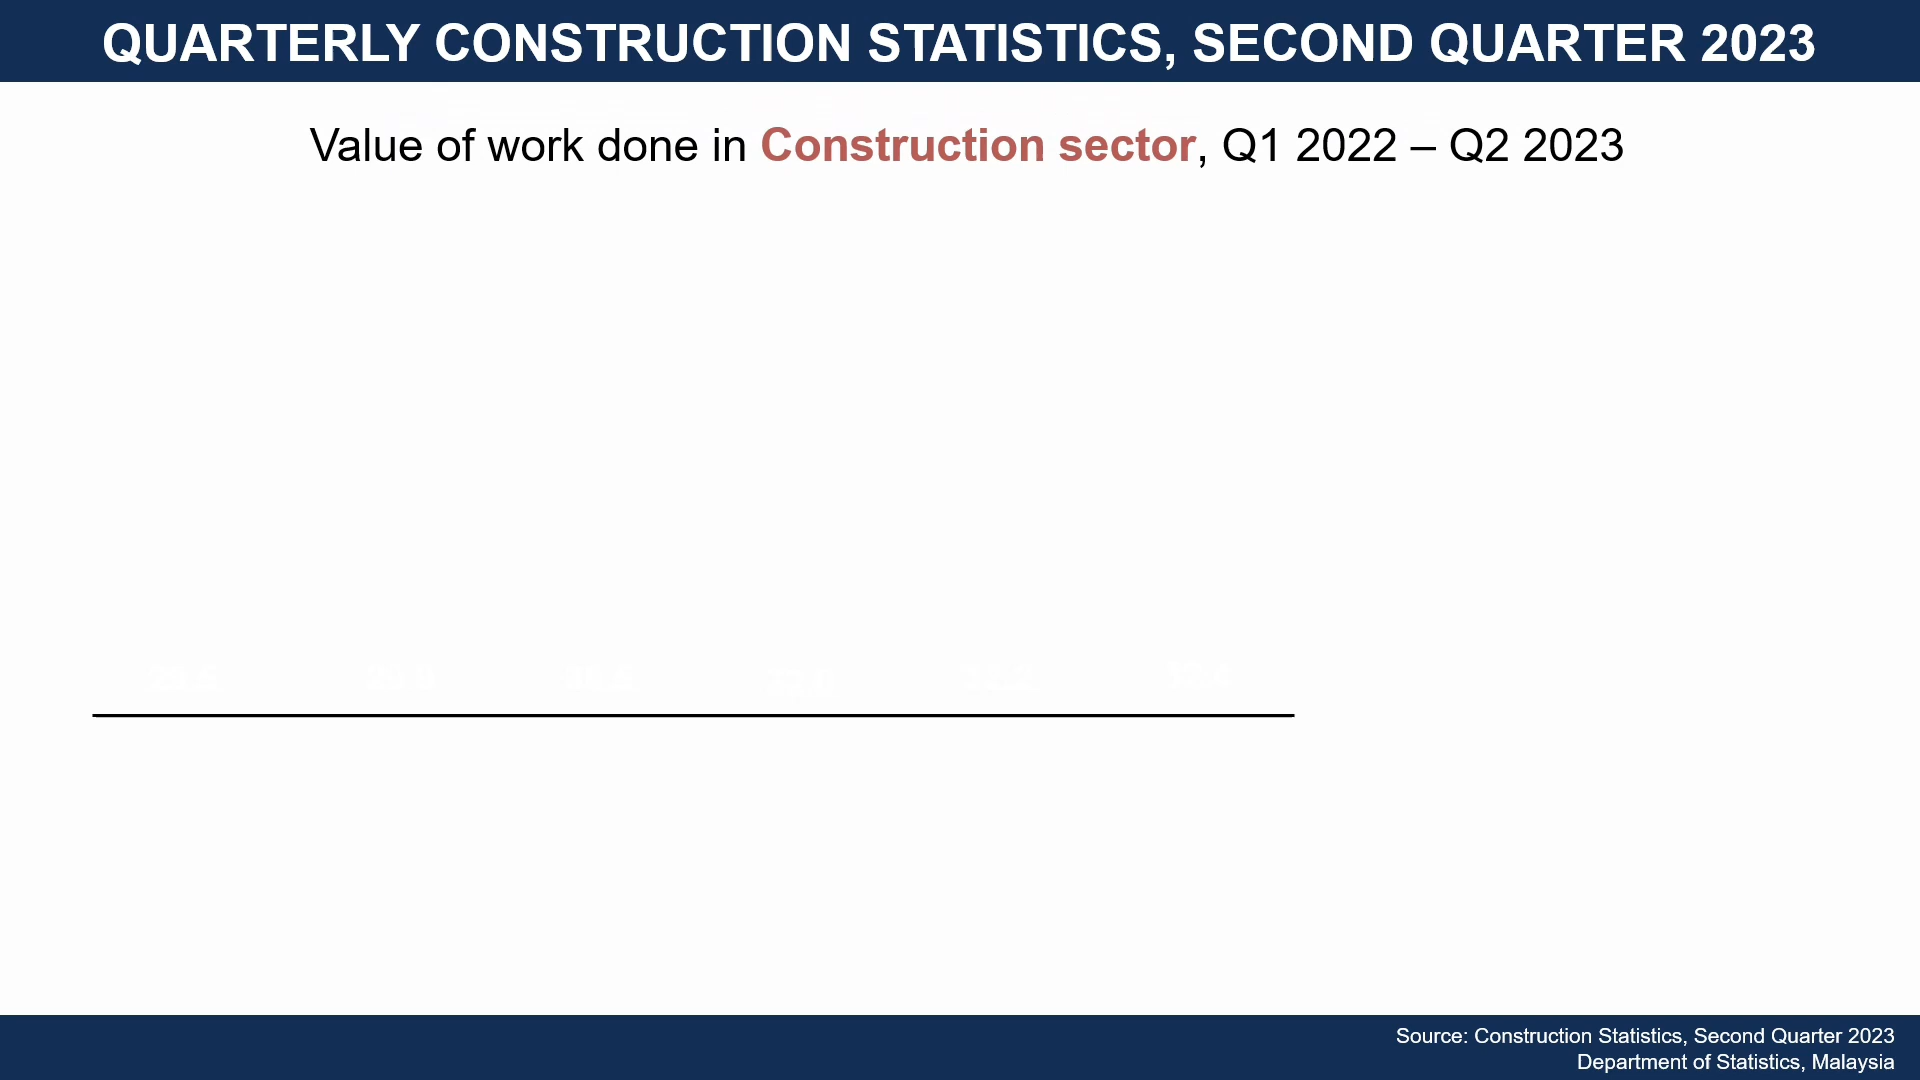 QUARTERLY CONSTRUCTION STATISTICS, SECOND QUARTER 2023
Value of work done in Construction sector, Q1 2022 – Q2 2023
Source: Construction Statistics, Second Quarter 2023
Department of Statistics, Malaysia